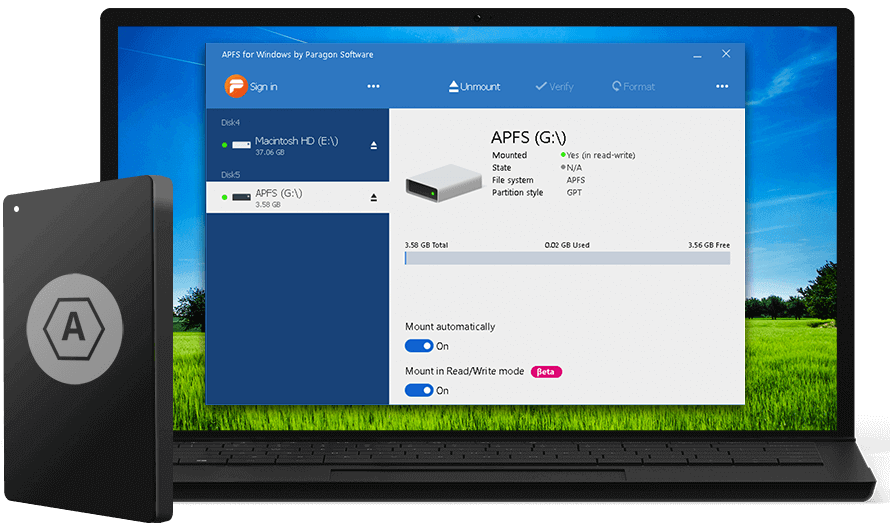 APFS for Windows by Paragon Software
Sign in
•••
Unmount
Verify
Format
•••
Disk4
Macintosh HD (E:\)
37.06 GB
Disk5
APFS (G:\)
3.58 GB
APFS (G:\)
Mounted Yes (in read-write)
State N/A
File system APFS
Partition style GPT
3.58 GB Total 0.02 GB Used 3.56 GB Free
Mount automatically
On
Mount in Read/Write mode βeta
On
A